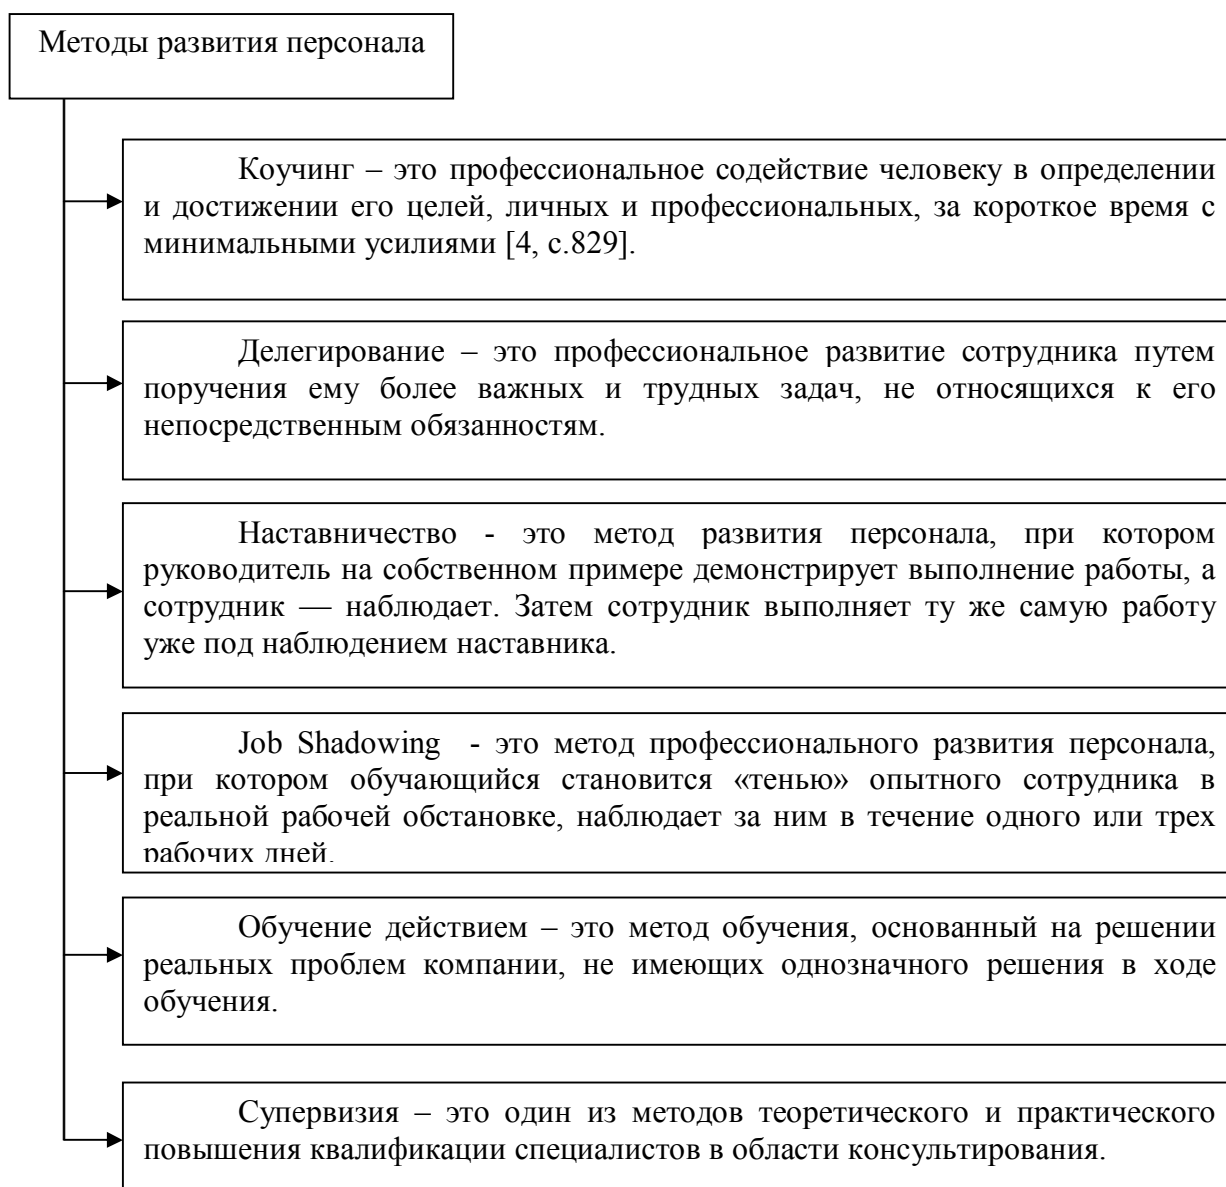 Методы развития персонала
Коучинг – это профессиональное содействие человеку в определении
и достижении его целей, личных и профессиональных, за короткое время с
минимальными усилиями [4, с.829].
Делегирование – это профессиональное развитие сотрудника путем
поручения ему более важных и трудных задач, не относящихся к его
непосредственным обязанностям.
Наставничество - это метод развития персонала, при котором
руководитель на собственном примере демонстрирует выполнение работы, а
сотрудник — наблюдает. Затем сотрудник выполняет ту же самую работу
уже под наблюдением наставника.
Job Shadowing - это метод профессионального развития персонала,
при котором обучающийся становится «тенью» опытного сотрудника в
реальной рабочей обстановке, наблюдает за ним в течение одного или трех
рабочих дней.
Обучение действием – это метод обучения, основанный на решении
реальных проблем компании, не имеющих однозначного решения в ходе
обучения.
Супервизия – это один из методов теоретического и практического
повышения квалификации специалистов в области консультирования.